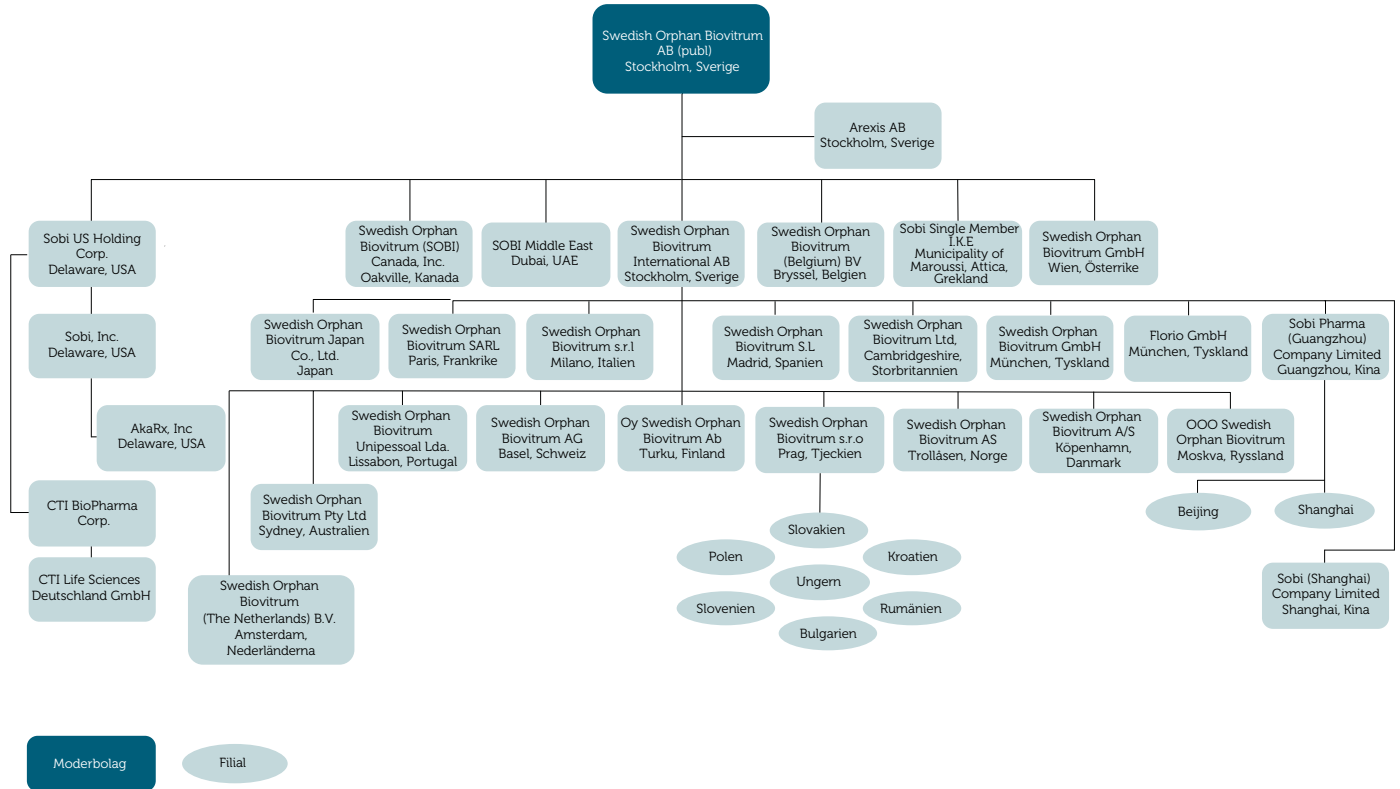 Swedish Orphan Biovitrum
AB (publ)
Stockholm, Sverige
Arexis AB
Stockholm, Sverige
Sobi US Holding
Corp.
Delaware, USA
Swedish Orphan
Biovitrum (SOBI)
Canada, Inc.
Oakville, Kanada
SOBI Middle East
Dubai, UAE
Swedish Orphan
Biovitrum
International AB
Stockholm, Sverige
Swedish Orphan
Biovitrum
(Belgium) BV
Bryssel, Belgien
Sobi Single Member
I.K.E
Municipality of
Maroussi, Attica,
Grekland
Swedish Orphan
Biovitrum GmbH
Wien, Österrike
Sobi, Inc.
Delaware, USA
Swedish Orphan
Biovitrum Japan
Co., Ltd.
Japan
Swedish Orphan
Biovitrum SARL
Paris, Frankrike
Swedish Orphan
Biovitrum s.r.l
Milano, Italien
Swedish Orphan
Biovitrum S.L
Madrid, Spanien
Swedish Orphan
Biovitrum Ltd,
Cambridgeshire,
Storbritannien
Swedish Orphan
Biovitrum GmbH
München, Tyskland
Florio GmbH
München, Tyskland
Sobi Pharma
(Guangzhou)
Company Limited
Guangzhou, Kina
AkaRx, Inc
Delaware, USA
Swedish Orphan
Biovitrum
Unipessoal Lda.
Lissabon, Portugal
Swedish Orphan
Biovitrum AG
Basel, Schweiz
Oy Swedish Orphan
Biovitrum Ab
Turku, Finland
Swedish Orphan
Biovitrum s.r.o
Prag, Tjeckien
Swedish Orphan
Biovitrum AS
Trollåsen, Norge
Swedish Orphan
Biovitrum A/S
Köpenhamn,
Danmark
OOO Swedish
Orphan Biovitrum
Moskva, Ryssland
CTI BioPharma
Corp.
Swedish Orphan
Biovitrum Pty Ltd
Sydney, Australien
Beijing
Shanghai
Slovakien
Polen
Kroatien
Ungern
Slovenien
Rumänien
Bulgarien
CTI Life Sciences
Deutschland GmbH
Swedish Orphan
Biovitrum
(The Netherlands) B.V.
Amsterdam,
Nederländerna
Sobi (Shanghai)
Company Limited
Shanghai, Kina
Moderbolag
Filial